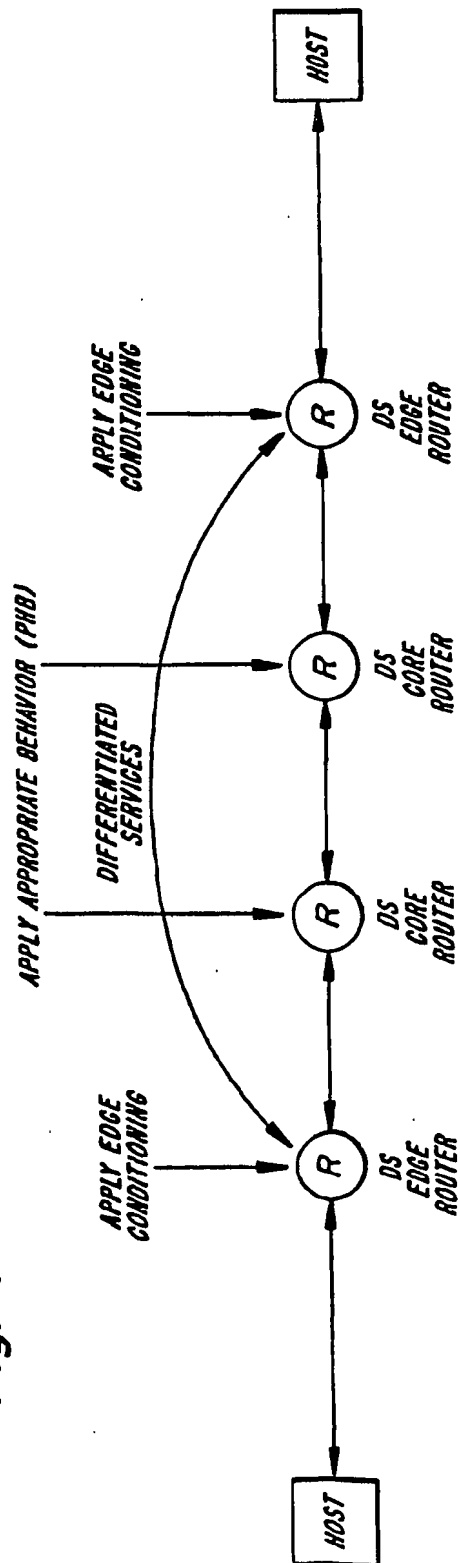 APPLY APPROPRIATE BEHAVIOR (PHB)
APPLY EDGE
CONDITIONING
DIFFERENTIATED
SERVICES
APPLY EDGE
CONDITIONING
HOST
R
DS
EDGE
ROUTER
R
DS
CORE
ROUTER
R
DS
CORE
ROUTER
R
DS
EDGE
ROUTER
HOST